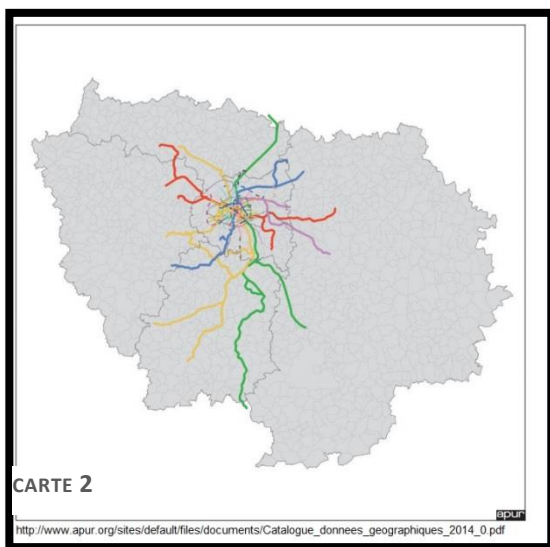 CARTE 2
apur
http://www.apur.org/sites/default/files/documents/Catalogue_donnees_geographiques_2014_0.pdf